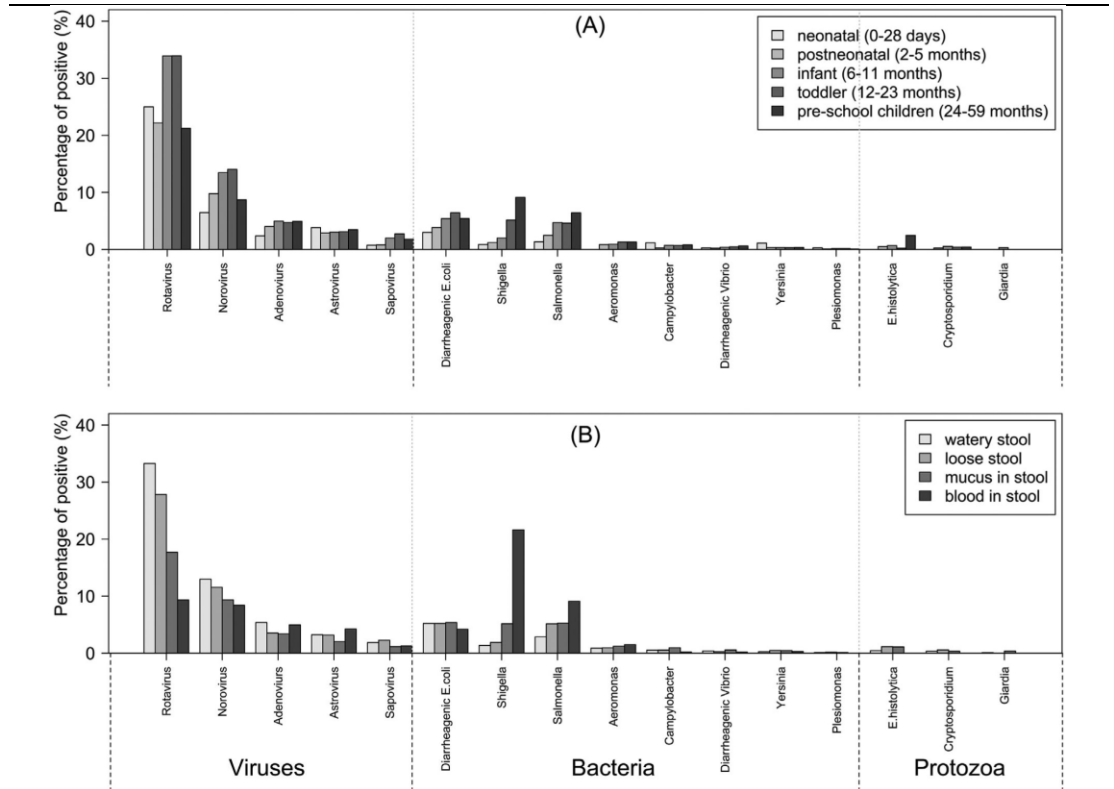 (A)
Percentage of positive (%)
40
30
20
10
0
neonatal (0-28 days)
postneonatal (2-5 months)
infant (6-11 months)
toddler (12-23 months)
pre-school children (24-59 months)
Rotavirus
Norovirus
Adenoviurs
Astrovirus
Sapovirus
Diarrheagenic E.coli
Shigella
Salmonella
Aeromonas
Campylobacter
Diarrheagenic Vibrio
Yersinia
Plesiomonas
E.histolytica
Cryptosporidium
Giardia
(B)
Percentage of positive (%)
40
30
20
10
0
watery stool
loose stool
mucus in stool
blood in stool
Rotavirus
Norovirus
Adenoviurs
Astrovirus
Sapovirus
Diarrheagenic E.coli
Shigella
Salmonella
Aeromonas
Campylobacter
Diarrheagenic Vibrio
Yersinia
Plesiomonas
E.histolytica
Cryptosporidium
Giardia
Viruses
Bacteria
Protozoa